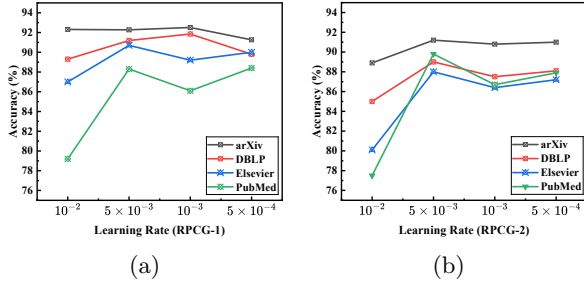 94
92
90
88
86
84
82
80
78
76
Accuracy (%)
arXiv
DBLP
Elsevier
PubMed
10⁻² 5 × 10⁻³ 10⁻³ 5 × 10⁻⁴
Learning Rate (RPCG-1)
(a)
94
92
90
88
86
84
82
80
78
76
Accuracy (%)
arXiv
DBLP
Elsevier
PubMed
10⁻² 5 × 10⁻³ 10⁻³ 5 × 10⁻⁴
Learning Rate (RPCG-2)
(b)